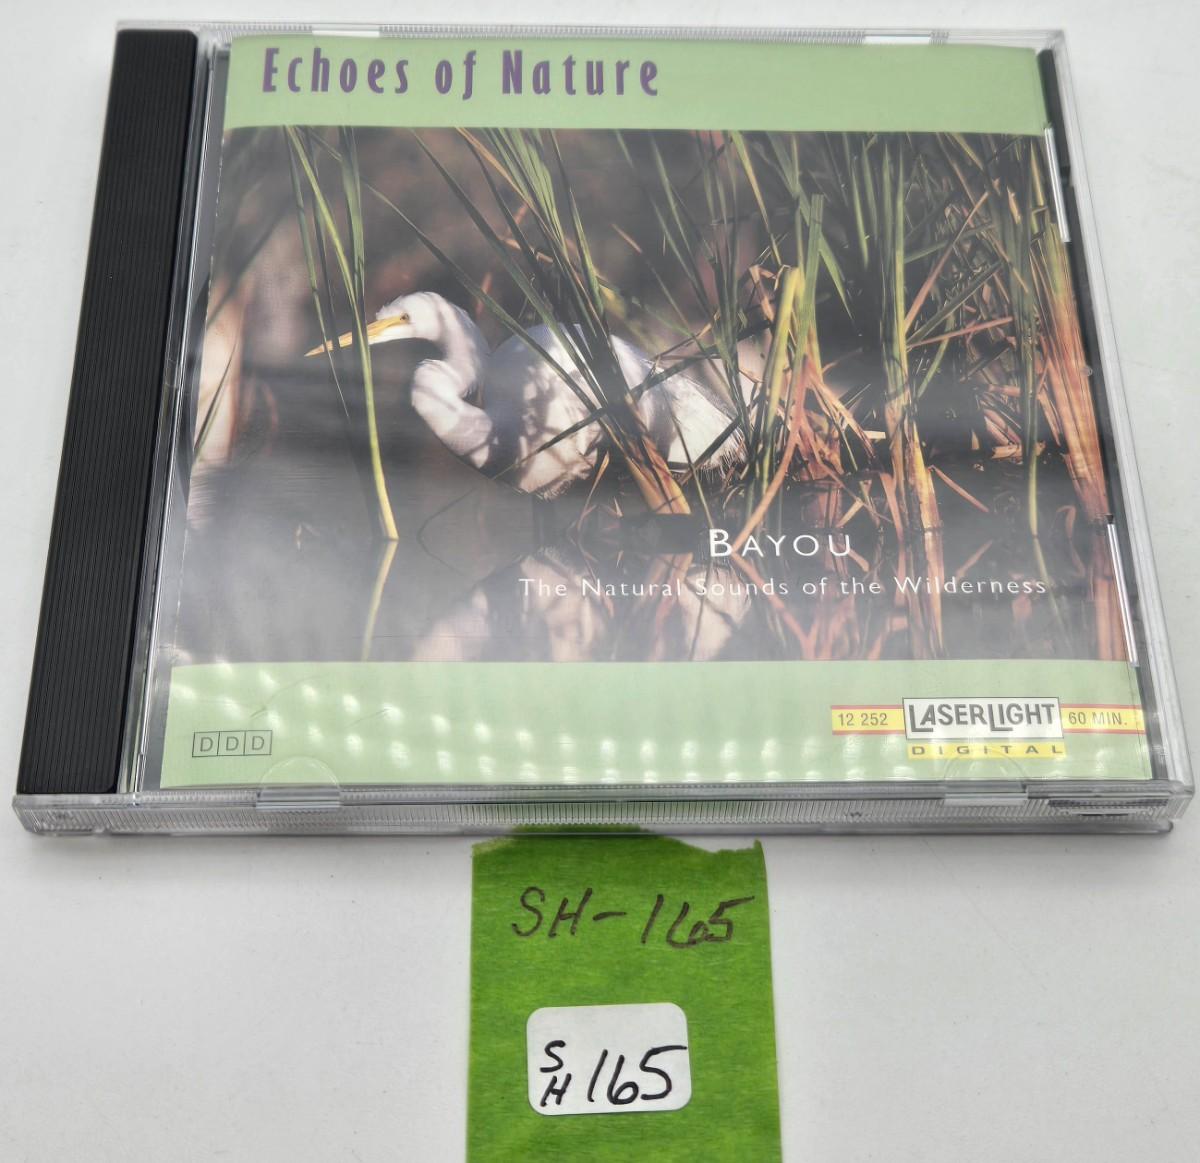 Echoes of Nature
BAYOU
The Natural Sounds of the Wilderness
12 252 LASERLIGHT 60 MIN.
DIGITAL
DDD
SH-165
SH 165